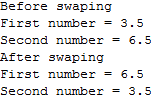 Before swaping
First number = 3.5
Second number = 6.5
After swaping
First number = 6.5
Second number = 3.5